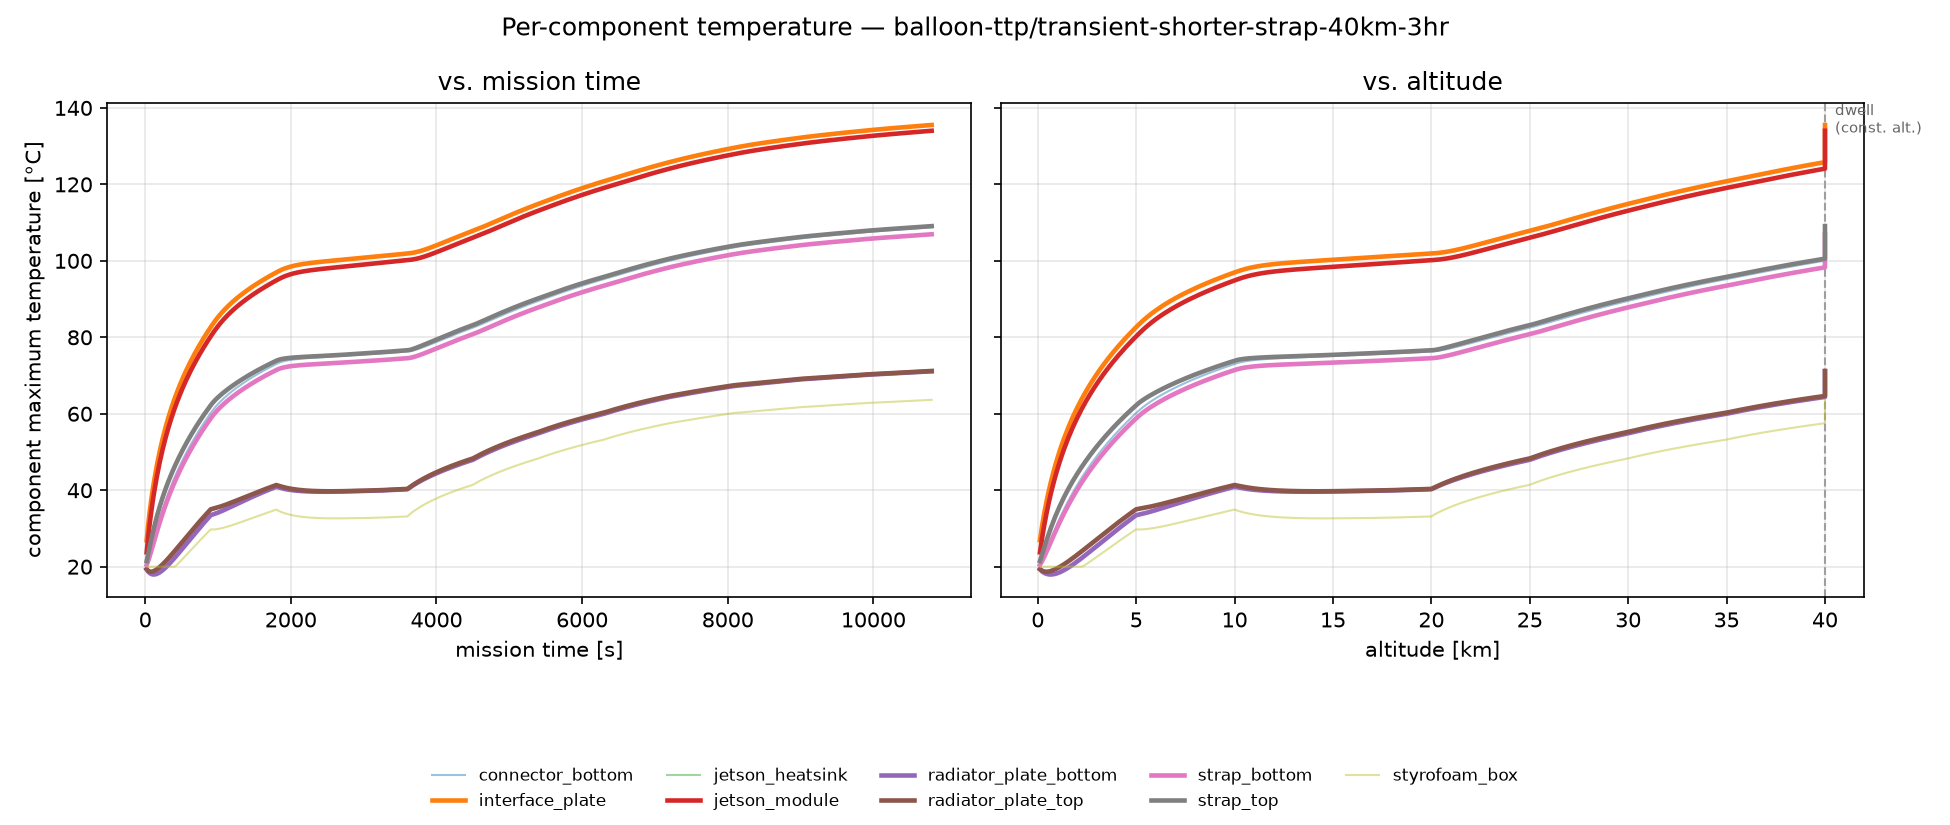 Per-component temperature — balloon-ttp/transient-shorter-strap-40km-3hr
vs. mission time
vs. altitude
component maximum temperature [°C]
140
120
100
80
60
40
20
0
2000
4000
6000
8000
10000
mission time [s]
dwell
(const. alt.)
0
5
10
15
20
25
30
35
40
altitude [km]
connector_bottom
interface_plate
jetson_heatsink
jetson_module
radiator_plate_bottom
radiator_plate_top
strap_bottom
strap_top
styrofoam_box